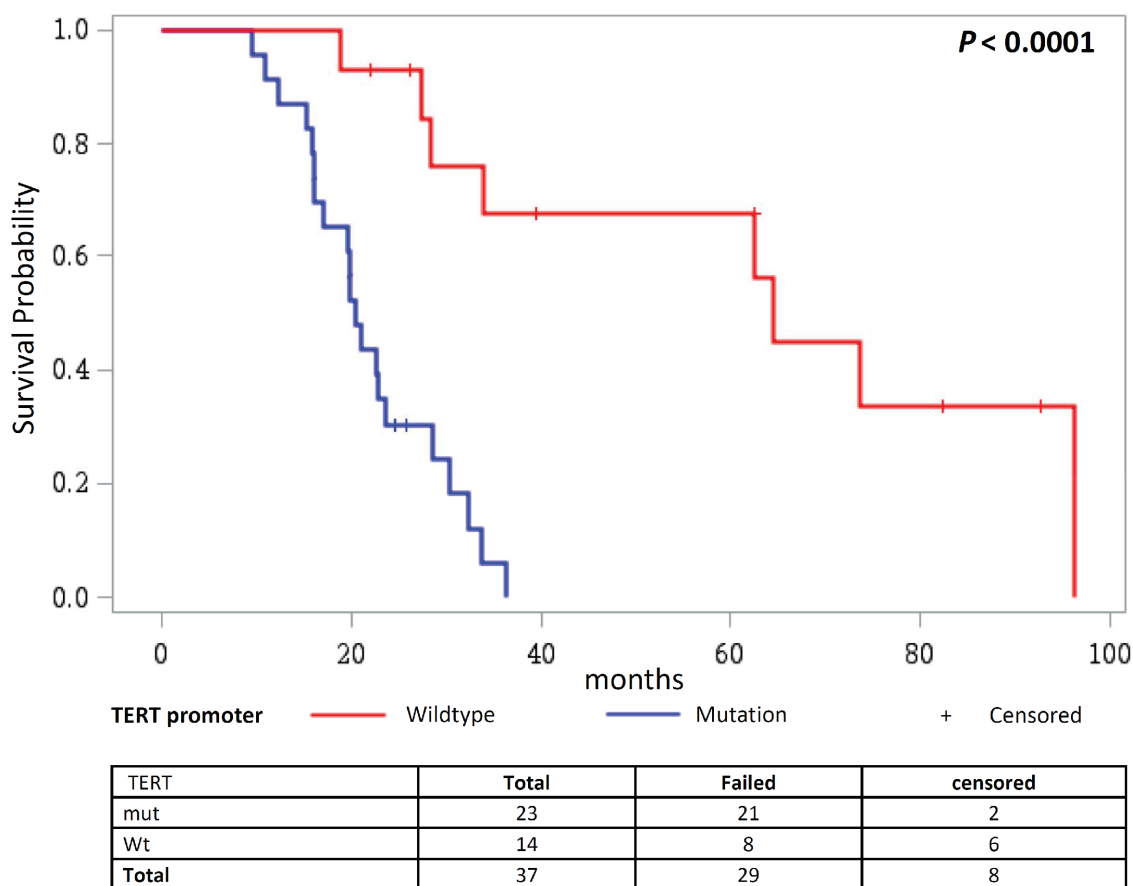 P < 0.0001
Survival Probability
1.0
0.8
0.6
0.4
0.2
0.0
0 20 40 60 80 100
months
TERT promoter Wildtype Mutation + Censored
TERT Total Failed censored
mut 23 21 2
Wt 14 8 6
Total 37 29 8